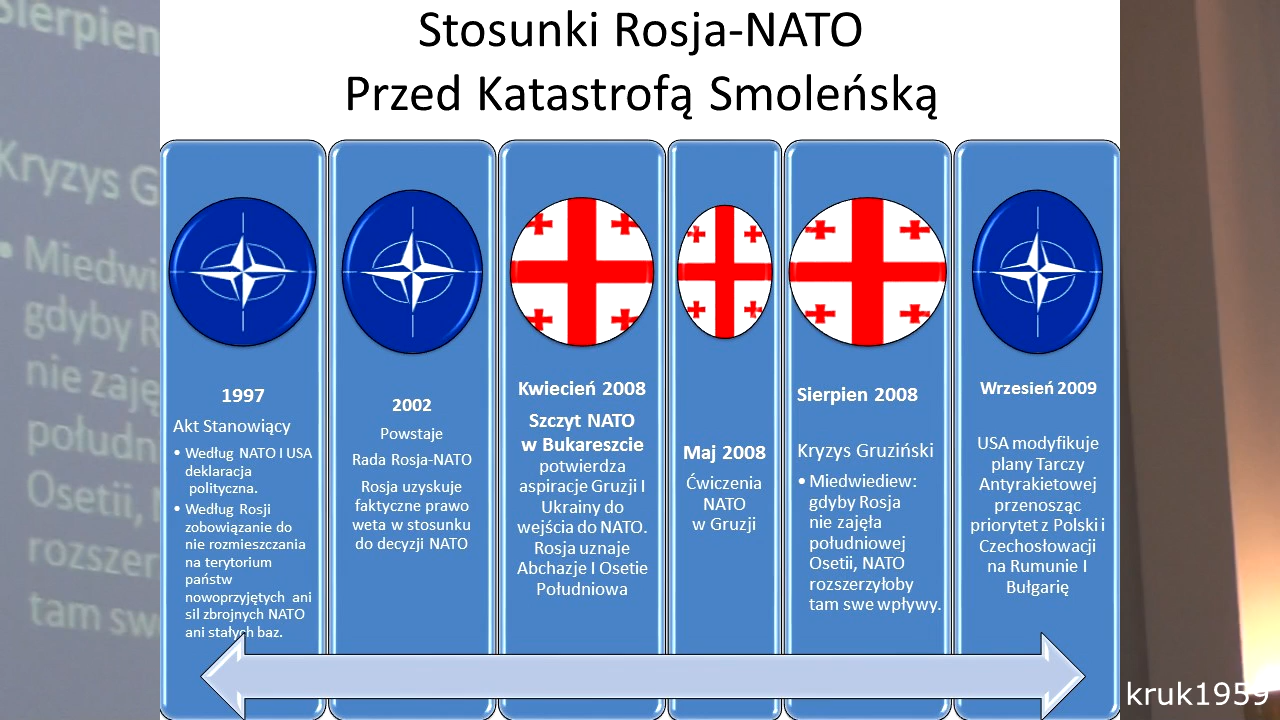 Stosunki Rosja-NATO
Przed Katastrofą Smoleńską
1997
Akt Stanowiący
• Według NATO I USA
deklaracja
polityczna.
• Według Rosji
zobowiązanie do
nie rozmieszczania
na terytorium
państw
nowoprzyjętych ani
sil zbrojnych NATO
ani stałych baz.
2002
Powstaje
Rada Rosja-NATO
Rosja uzyskuje
faktyczne prawo
weta w stosunku
do decyzji NATO
Kwiecień 2008
Szczyt NATO
w Bukareszcie
potwierdza
aspiracje Gruzji I
Ukrainy do
wejścia do NATO.
Rosja uznaje
Abchazje I Osetie
Południowa
Maj 2008
Ćwiczenia
NATO
w Gruzji
Sierpien 2008
Kryzys Gruziński
• Miedwiediew:
gdyby Rosja
nie zajęła
południowej
Osetii, NATO
rozszerzyłoby
tam swe wpływy.
Wrzesień 2009
USA modyfikuje
plany Tarczy
Antyrakietowej
przenosząc
priorytet z Polski i
Czechosłowacji
na Rumunie I
Bułgarię
Sierpien
Kryzys G
• Miedwi
gdyby R
nie zaję
połudn
Osetii,
rozszer
tam sw
kruk1959